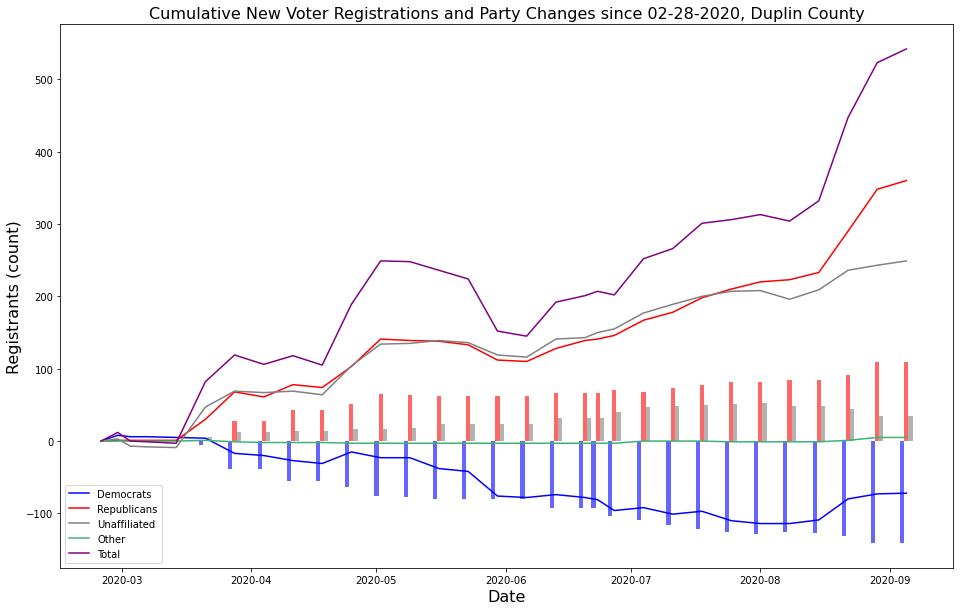 Cumulative New Voter Registrations and Party Changes since 02-28-2020, Duplin County
Registrants (count)
500
400
300
200
100
0
−100
Democrats
Republicans
Unaffiliated
Other
Total
2020-03 2020-04 2020-05 2020-06 2020-07 2020-08 2020-09
Date